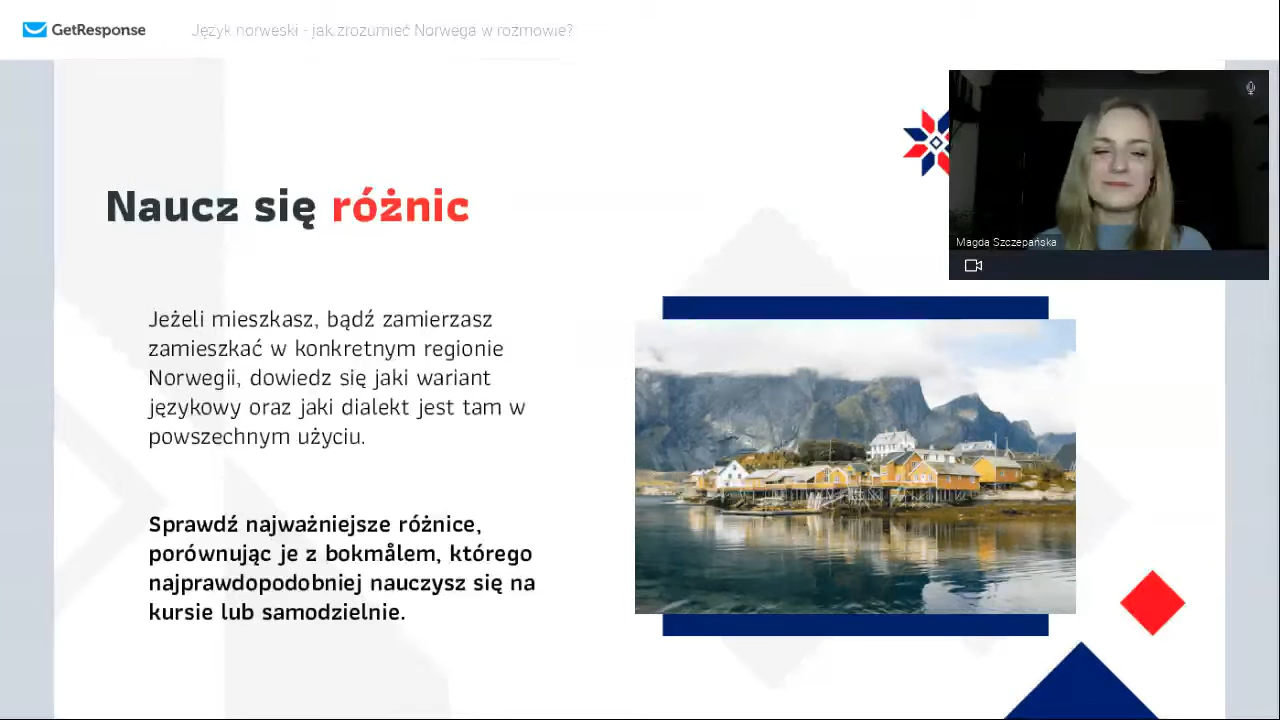 GetResponse
Język norweski - jak zrozumieć Norwega w rozmowie?
Magda Szczepańska
Naucz się różnic
Jeżeli mieszkasz, bądź zamierzasz
zamieszkać w konkretnym regionie
Norwegii, dowiedz się jaki wariant
językowy oraz jaki dialekt jest tam w
powszechnym użyciu.
Sprawdź najważniejsze różnice,
porównując je z bokmålem, którego
najprawdopodobniej nauczysz się na
kursie lub samodzielnie.